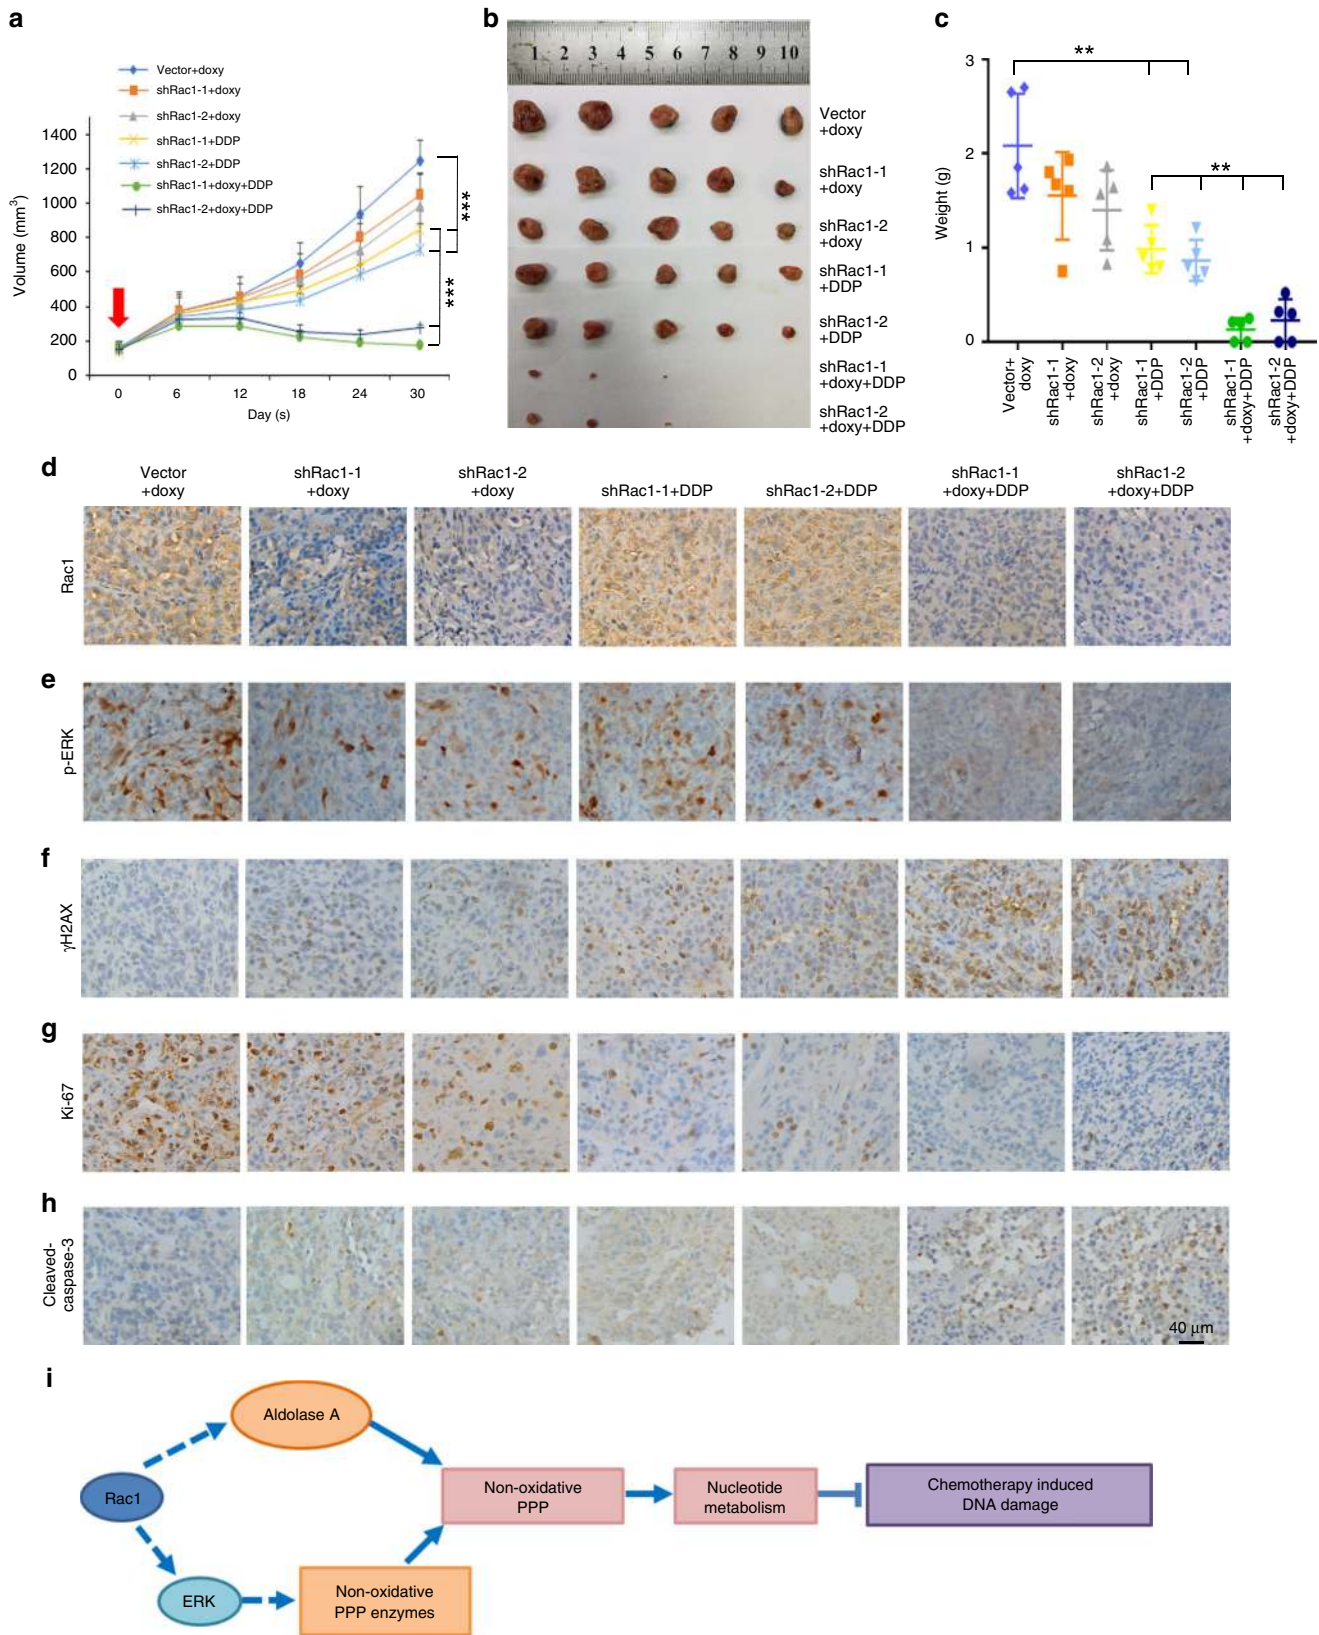 a
Vector+doxy
shRac1-1+doxy
shRac1-2+doxy
shRac1-1+DDP
shRac1-2+DDP
shRac1-1+doxy+DDP
shRac1-2+doxy+DDP
Volume (mm3)
1400
1200
1000
800
600
400
200
0
0 6 12 18 24 30
Day (s)
***
***
b
1 2 3 4 5 6 7 8 9 10
Vector
+doxy
shRac1-1
+doxy
shRac1-2
+doxy
shRac1-1
+DDP
shRac1-2
+DDP
shRac1-1
+doxy+DDP
shRac1-2
+doxy+DDP
c
Weight (g)
3
2
1
0
**
**
Vector+
doxy
shRac1-1
+doxy
shRac1-2
+doxy
shRac1-1
+DDP
shRac1-2
+DDP
shRac1-1
+doxy+DDP
shRac1-2
+doxy+DDP
d
Vector
+doxy
shRac1-1
+doxy
shRac1-2
+doxy
shRac1-1+DDP
shRac1-2+DDP
shRac1-1
+doxy+DDP
shRac1-2
+doxy+DDP
Rac1
e
p-ERK
f
γH2AX
g
Ki-67
h
Cleaved-
caspase-3
40 μm
i
Aldolase A
Rac1
ERK
Non-oxidative
PPP enzymes
Non-oxidative
PPP
Nucleotide
metabolism
Chemotherapy induced
DNA damage